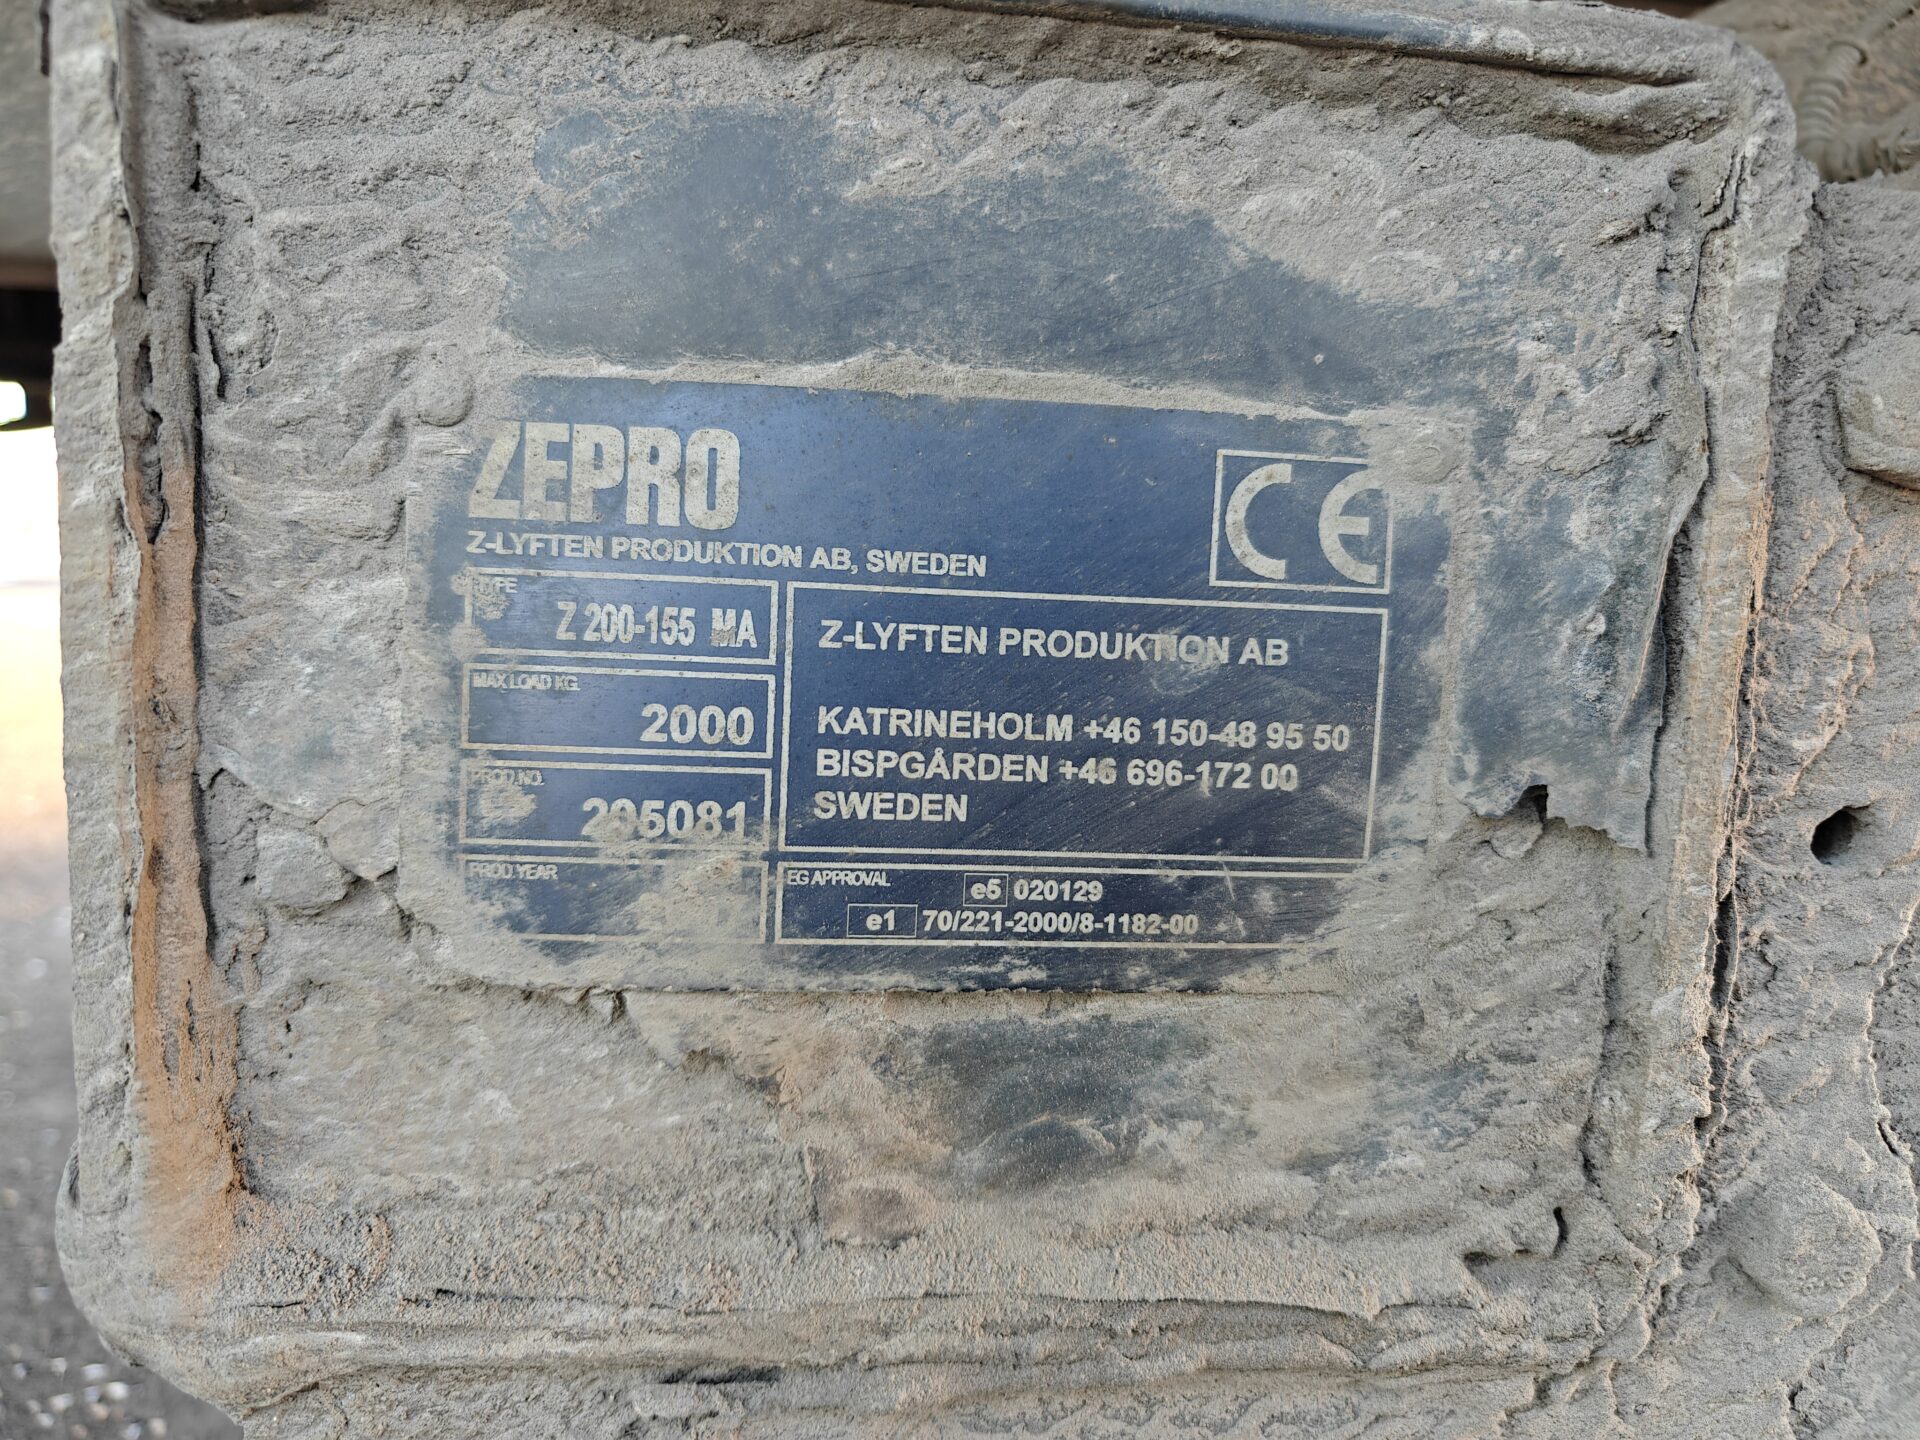 ZEPRO
CE
Z-LYFTEN PRODUKTION AB, SWEDEN
TYPE
Z 200-155 MA
MAX LOAD KG.
2000
PROD.NO.
205081
PROD.YEAR
Z-LYFTEN PRODUKTION AB
KATRINEHOLM +46 150-48 95 50
BISPGÅRDEN +46 696-172 00
SWEDEN
EG APPROVAL
e5 020129
e1 70/221-2000/8-1182-00